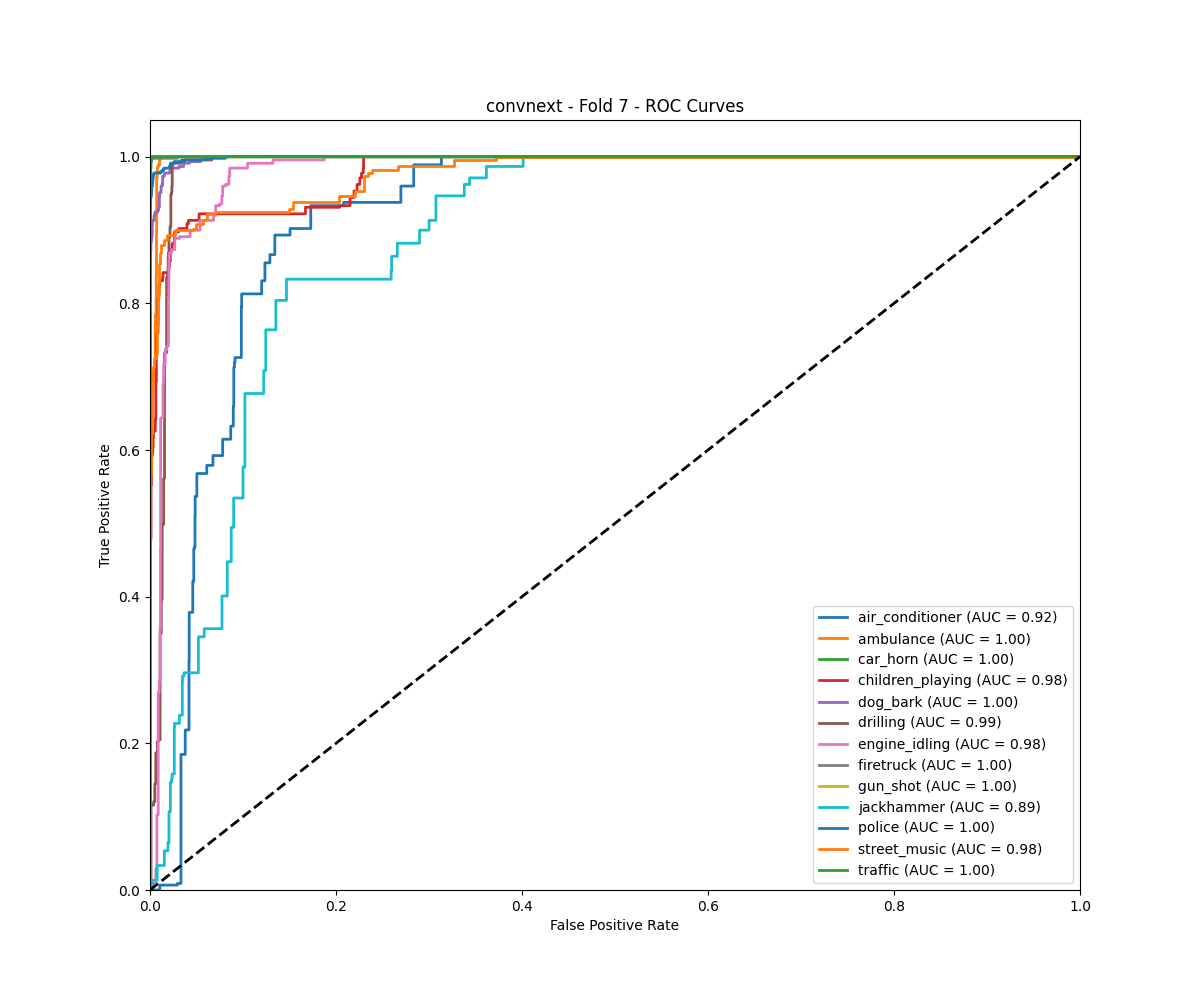 convnext - Fold 7 - ROC Curves
True Positive Rate
1.0
0.8
0.6
0.4
0.2
0.0
0.0 0.2 0.4 0.6 0.8 1.0
False Positive Rate
air_conditioner (AUC = 0.92)
ambulance (AUC = 1.00)
car_horn (AUC = 1.00)
children_playing (AUC = 0.98)
dog_bark (AUC = 1.00)
drilling (AUC = 0.99)
engine_idling (AUC = 0.98)
firetruck (AUC = 1.00)
gun_shot (AUC = 1.00)
jackhammer (AUC = 0.89)
police (AUC = 1.00)
street_music (AUC = 0.98)
traffic (AUC = 1.00)